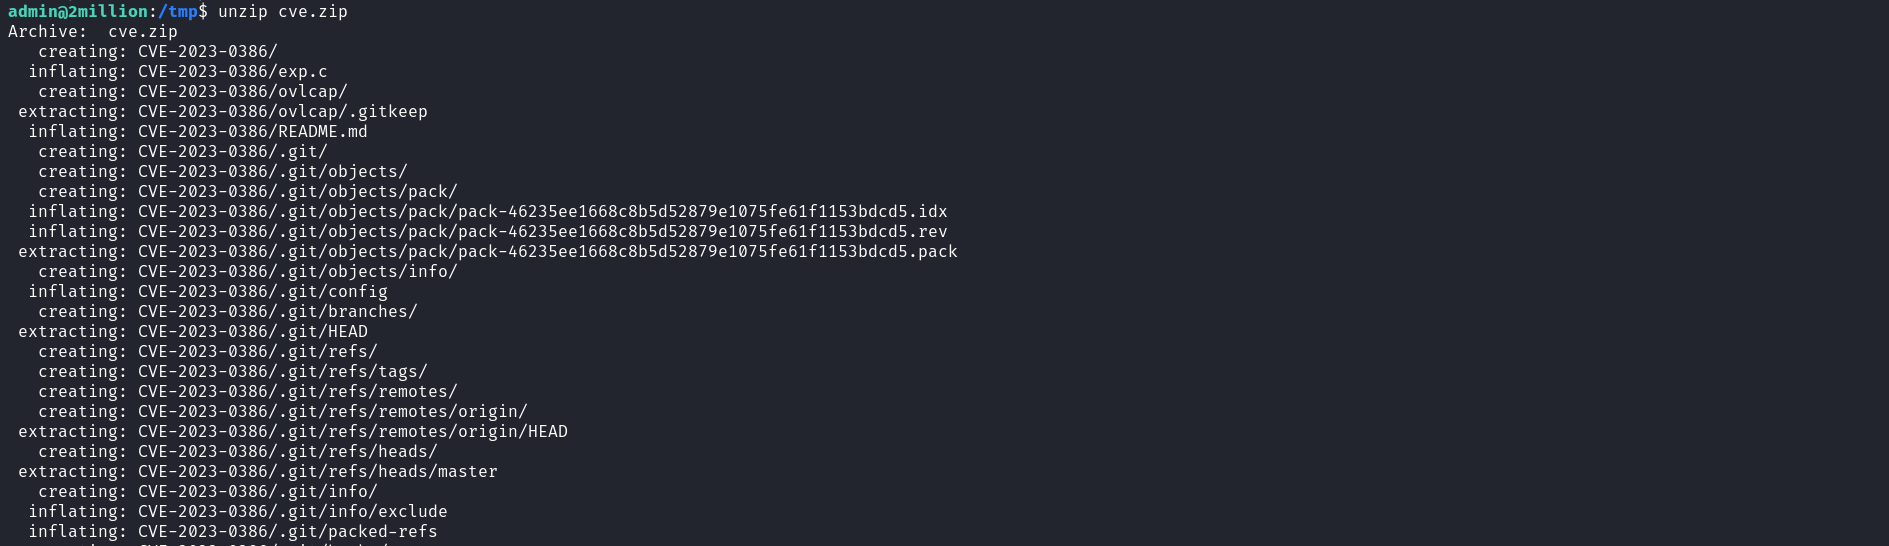 admin@2million:/tmp$ unzip cve.zip
Archive:  cve.zip
   creating: CVE-2023-0386/
  inflating: CVE-2023-0386/exp.c
   creating: CVE-2023-0386/ovlcap/
 extracting: CVE-2023-0386/ovlcap/.gitkeep
  inflating: CVE-2023-0386/README.md
   creating: CVE-2023-0386/.git/
   creating: CVE-2023-0386/.git/objects/
   creating: CVE-2023-0386/.git/objects/pack/
  inflating: CVE-2023-0386/.git/objects/pack/pack-46235ee1668c8b5d52879e1075fe61f1153bdcd5.idx
  inflating: CVE-2023-0386/.git/objects/pack/pack-46235ee1668c8b5d52879e1075fe61f1153bdcd5.rev
 extracting: CVE-2023-0386/.git/objects/pack/pack-46235ee1668c8b5d52879e1075fe61f1153bdcd5.pack
   creating: CVE-2023-0386/.git/objects/info/
  inflating: CVE-2023-0386/.git/config
   creating: CVE-2023-0386/.git/branches/
 extracting: CVE-2023-0386/.git/HEAD
   creating: CVE-2023-0386/.git/refs/
   creating: CVE-2023-0386/.git/refs/tags/
   creating: CVE-2023-0386/.git/refs/remotes/
   creating: CVE-2023-0386/.git/refs/remotes/origin/
 extracting: CVE-2023-0386/.git/refs/remotes/origin/HEAD
   creating: CVE-2023-0386/.git/refs/heads/
 extracting: CVE-2023-0386/.git/refs/heads/master
   creating: CVE-2023-0386/.git/info/
  inflating: CVE-2023-0386/.git/info/exclude
  inflating: CVE-2023-0386/.git/packed-refs